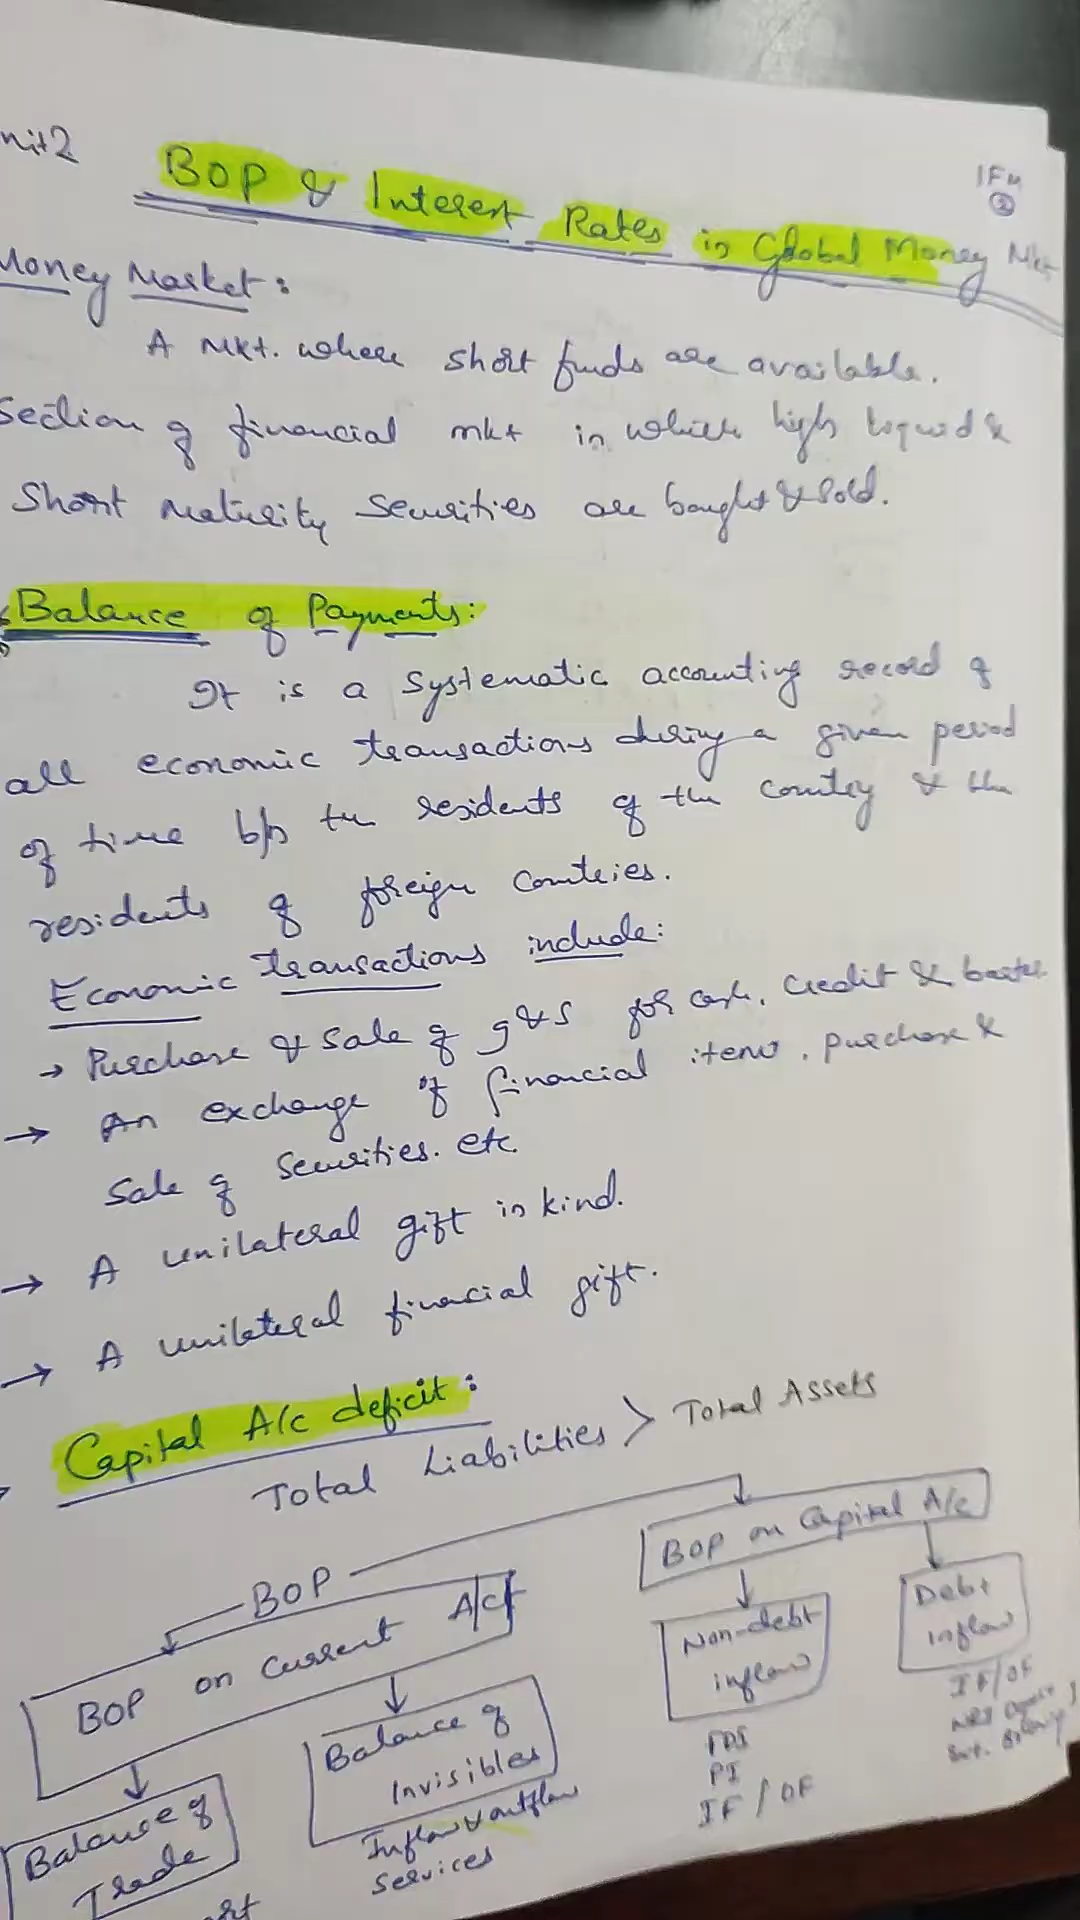 nit2
IFM
2
BOP & Interest Rates in Global Money Mkt
Money Market:
A Mkt. where short funds are available.
Section of financial mkt in which high liquid &
Short maturity Securities are bought & Sold.
Balance of Payments:
It is a systematic accounting record of
all economic transactions during a given period
of time b/n the residents of the country & the
residents of foreign countries.
Economic transactions include:
→ Purchase & Sale of g&s for cash, credit & barter
→ An exchange of financial items, purchase &
Sale of Securities. etc.
→ A unilateral gift in kind.
→ A unilateral financial gift.
Capital A/c deficit:
Total Liabilities > Total Assets
BOP
BOP on Capital A/c
BOP on Current A/c
Non-debt inflow
Debt inflow
FDI
PI
IF / OF
IF/OF
NRI
Balance of Trade
Balance of Invisibles
Inflow & outflow
Services